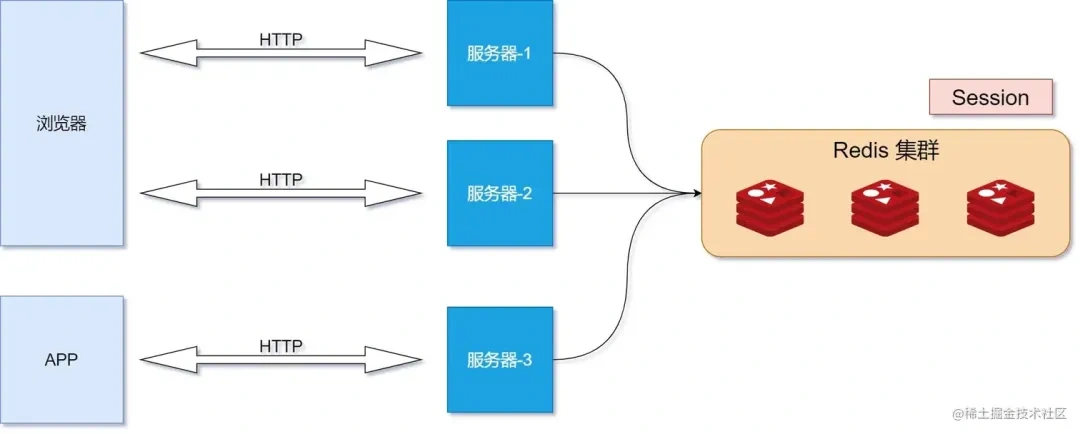 HTTP
服务器-1
Session
浏览器
Redis 集群
HTTP
服务器-2
APP
HTTP
服务器-3
@稀土掘金技术社区